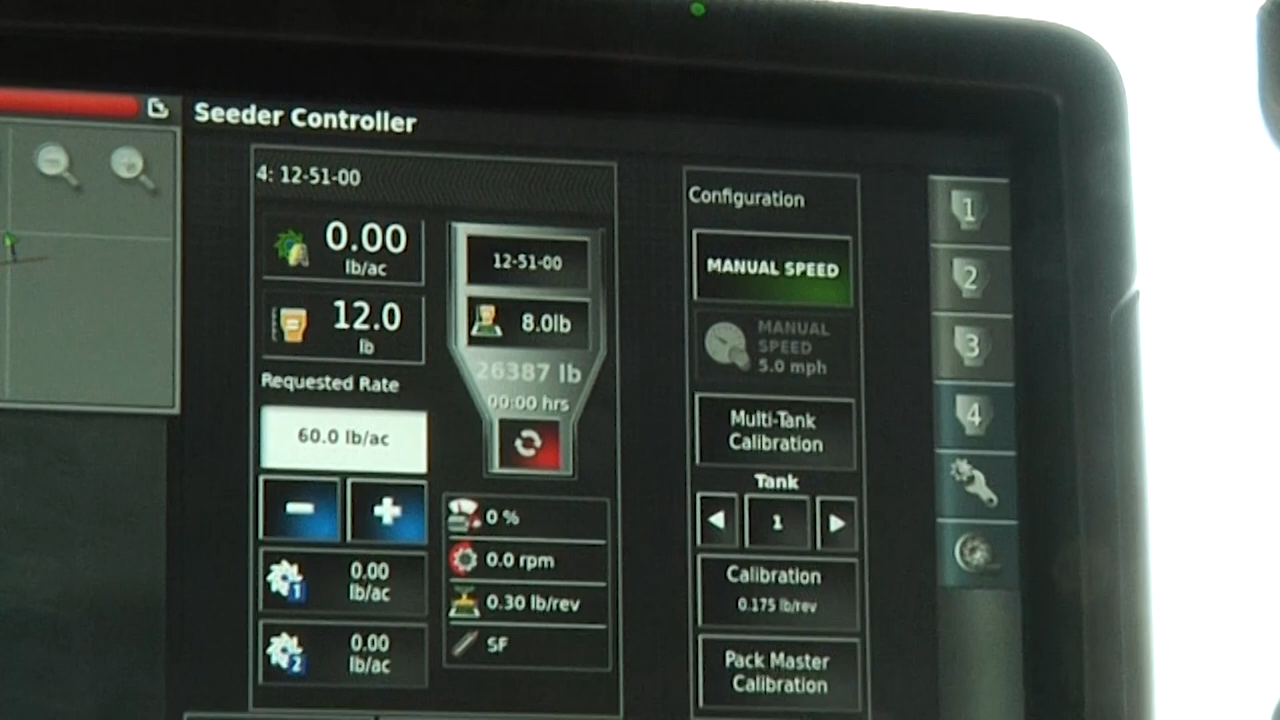 Seeder Controller
4: 12-51-00
0.00
lb/ac
12.0
lb
Requested Rate
60.0 lb/ac
0.00
lb/ac
1
0.00
lb/ac
2
12-51-00
8.0lb
26387 lb
00:00 hrs
0 %
0.0 rpm
0.30 lb/rev
SF
Configuration
MANUAL SPEED
MANUAL
SPEED
5.0 mph
Multi-Tank
Calibration
Tank
1
Calibration
0.175 lb/rev
Pack Master
Calibration
1
2
3
4